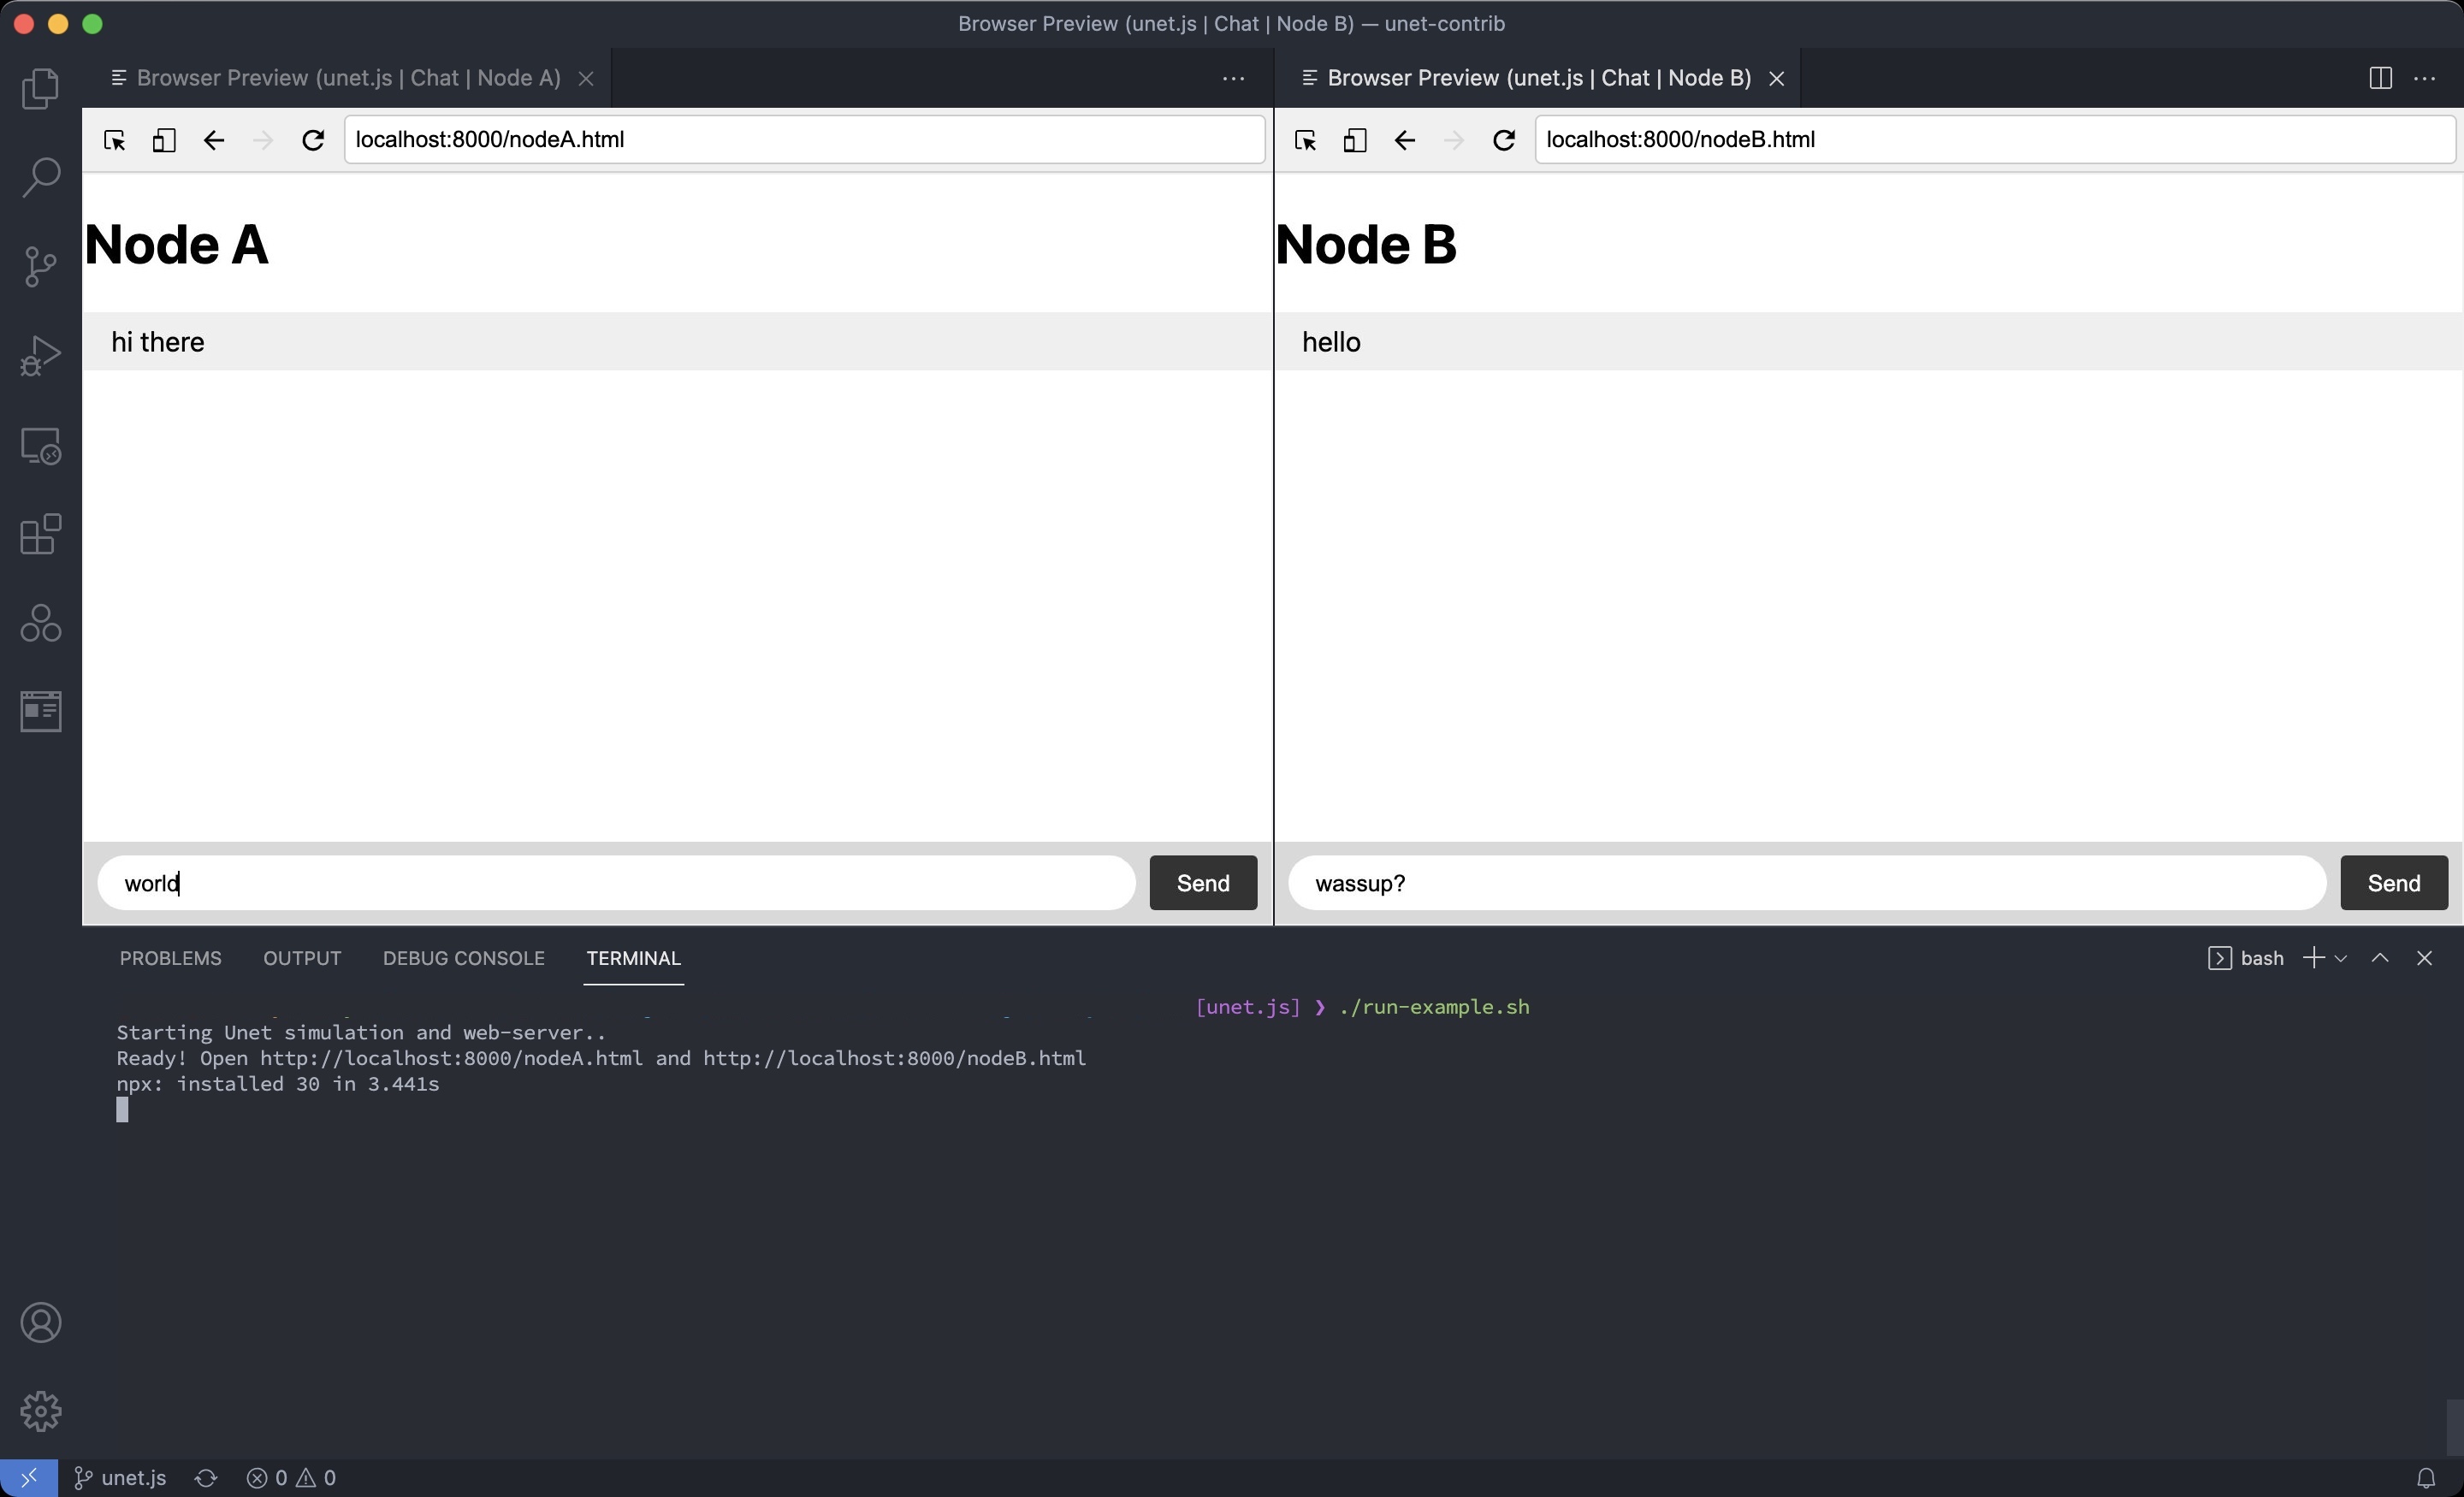 Browser Preview (unet.js | Chat | Node B) — unet-contrib
Browser Preview (unet.js | Chat | Node A)
Browser Preview (unet.js | Chat | Node B)
localhost:8000/nodeA.html
localhost:8000/nodeB.html
Node A
Node B
hi there
hello
world
Send
wassup?
Send
PROBLEMS OUTPUT DEBUG CONSOLE TERMINAL
bash
[unet.js] ❯ ./run-example.sh
Starting Unet simulation and web-server..
Ready! Open http://localhost:8000/nodeA.html and http://localhost:8000/nodeB.html
npx: installed 30 in 3.441s
unet.js 0 0